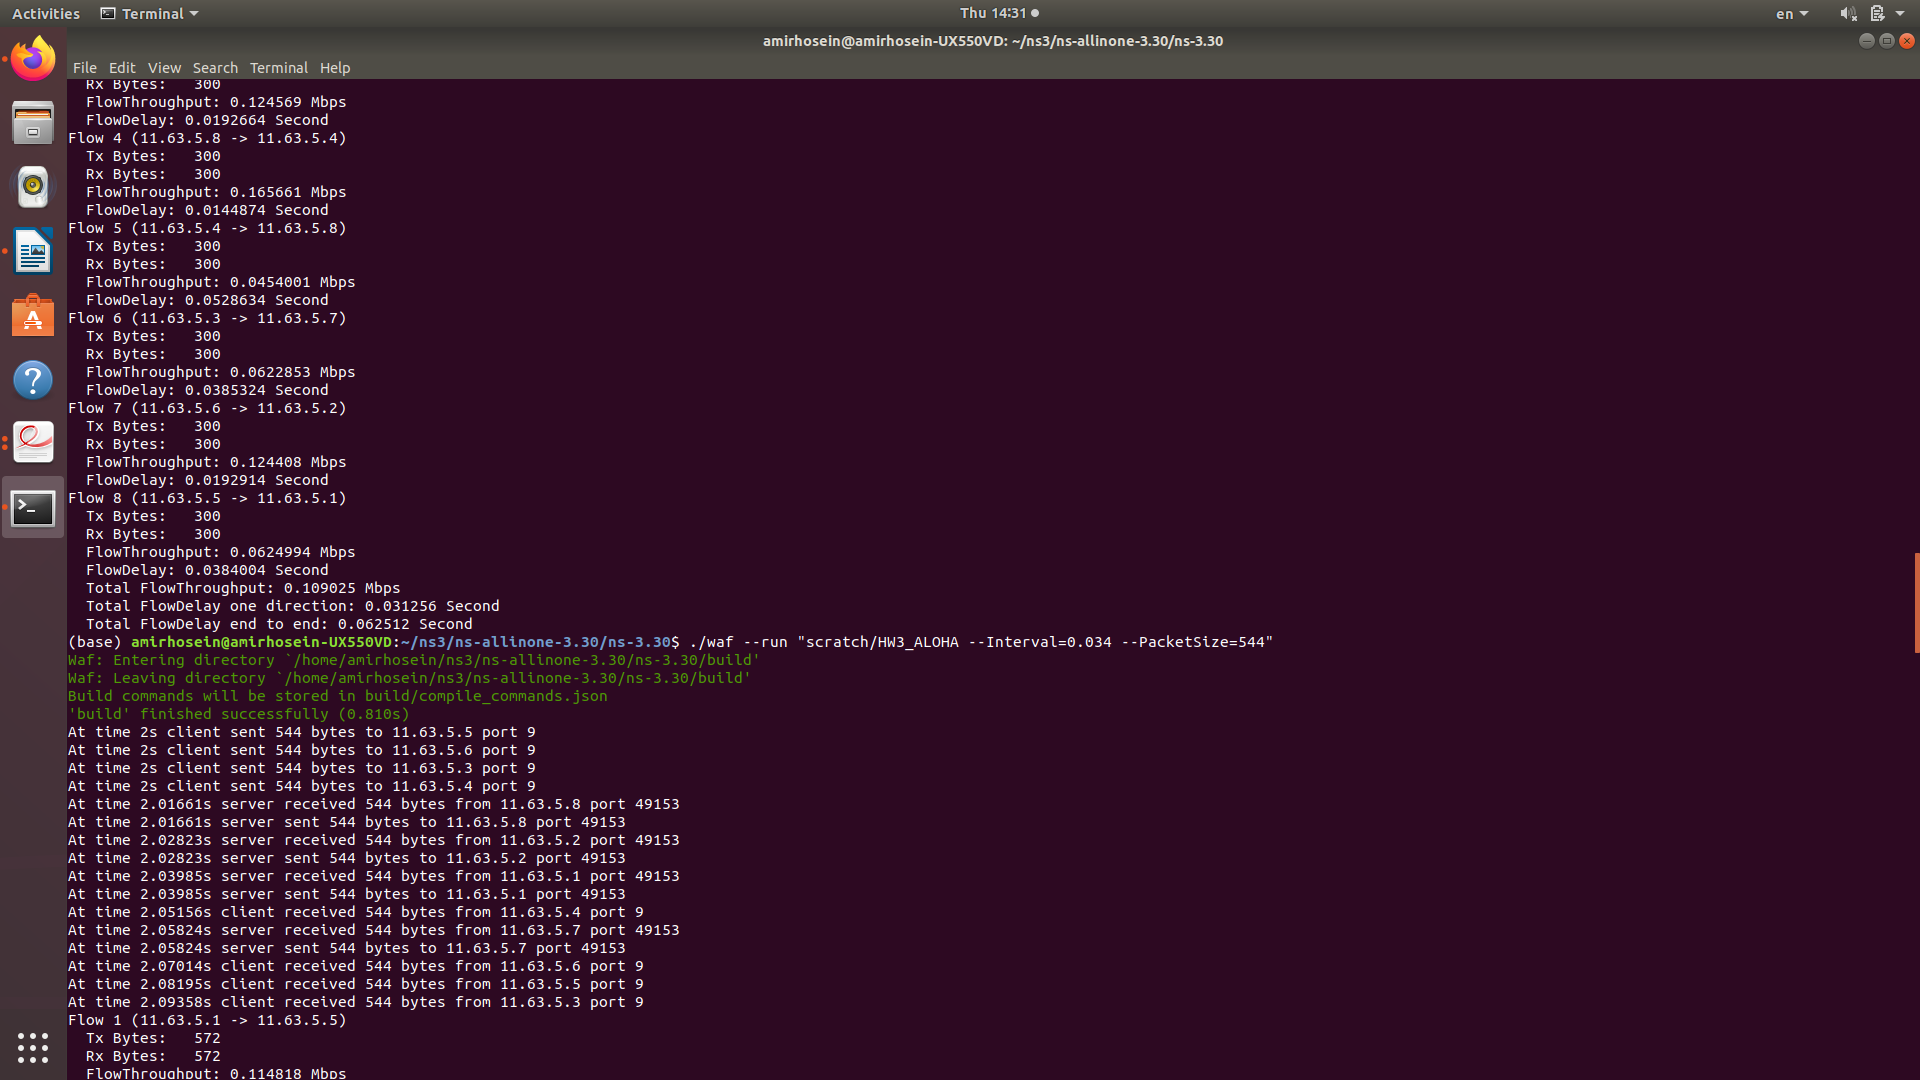 Activities Terminal Thu 14:31 en
amirhosein@amirhosein-UX550VD: ~/ns3/ns-allinone-3.30/ns-3.30
File Edit View Search Terminal Help
  Rx Bytes:   300
  FlowThroughput: 0.124569 Mbps
  FlowDelay: 0.0192664 Second
Flow 4 (11.63.5.8 -> 11.63.5.4)
  Tx Bytes:   300
  Rx Bytes:   300
  FlowThroughput: 0.165661 Mbps
  FlowDelay: 0.0144874 Second
Flow 5 (11.63.5.4 -> 11.63.5.8)
  Tx Bytes:   300
  Rx Bytes:   300
  FlowThroughput: 0.0454001 Mbps
  FlowDelay: 0.0528634 Second
Flow 6 (11.63.5.3 -> 11.63.5.7)
  Tx Bytes:   300
  Rx Bytes:   300
  FlowThroughput: 0.0622853 Mbps
  FlowDelay: 0.0385324 Second
Flow 7 (11.63.5.6 -> 11.63.5.2)
  Tx Bytes:   300
  Rx Bytes:   300
  FlowThroughput: 0.124408 Mbps
  FlowDelay: 0.0192914 Second
Flow 8 (11.63.5.5 -> 11.63.5.1)
  Tx Bytes:   300
  Rx Bytes:   300
  FlowThroughput: 0.0624994 Mbps
  FlowDelay: 0.0384004 Second
  Total FlowThroughput: 0.109025 Mbps
  Total FlowDelay one direction: 0.031256 Second
  Total FlowDelay end to end: 0.062512 Second
(base) amirhosein@amirhosein-UX550VD:~/ns3/ns-allinone-3.30/ns-3.30$ ./waf --run "scratch/HW3_ALOHA --Interval=0.034 --PacketSize=544"
Waf: Entering directory `/home/amirhosein/ns3/ns-allinone-3.30/ns-3.30/build'
Waf: Leaving directory `/home/amirhosein/ns3/ns-allinone-3.30/ns-3.30/build'
Build commands will be stored in build/compile_commands.json
'build' finished successfully (0.810s)
At time 2s client sent 544 bytes to 11.63.5.5 port 9
At time 2s client sent 544 bytes to 11.63.5.6 port 9
At time 2s client sent 544 bytes to 11.63.5.3 port 9
At time 2s client sent 544 bytes to 11.63.5.4 port 9
At time 2.01661s server received 544 bytes from 11.63.5.8 port 49153
At time 2.01661s server sent 544 bytes to 11.63.5.8 port 49153
At time 2.02823s server received 544 bytes from 11.63.5.2 port 49153
At time 2.02823s server sent 544 bytes to 11.63.5.2 port 49153
At time 2.03985s server received 544 bytes from 11.63.5.1 port 49153
At time 2.03985s server sent 544 bytes to 11.63.5.1 port 49153
At time 2.05156s client received 544 bytes from 11.63.5.4 port 9
At time 2.05824s server received 544 bytes from 11.63.5.7 port 49153
At time 2.05824s server sent 544 bytes to 11.63.5.7 port 49153
At time 2.07014s client received 544 bytes from 11.63.5.6 port 9
At time 2.08195s client received 544 bytes from 11.63.5.5 port 9
At time 2.09358s client received 544 bytes from 11.63.5.3 port 9
Flow 1 (11.63.5.1 -> 11.63.5.5)
  Tx Bytes:   572
  Rx Bytes:   572
  FlowThroughput: 0.114818 Mbps